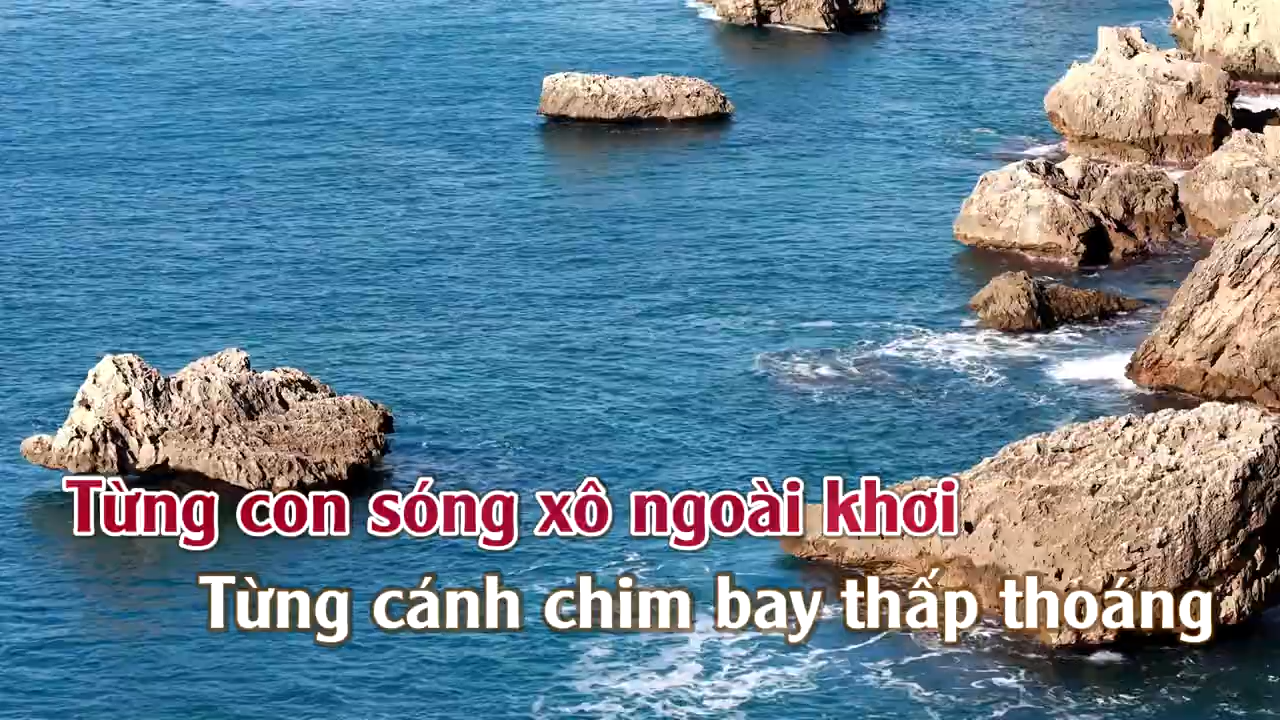 Từng con sóng xô ngoài khơi
Từng cánh chim bay thấp thoáng